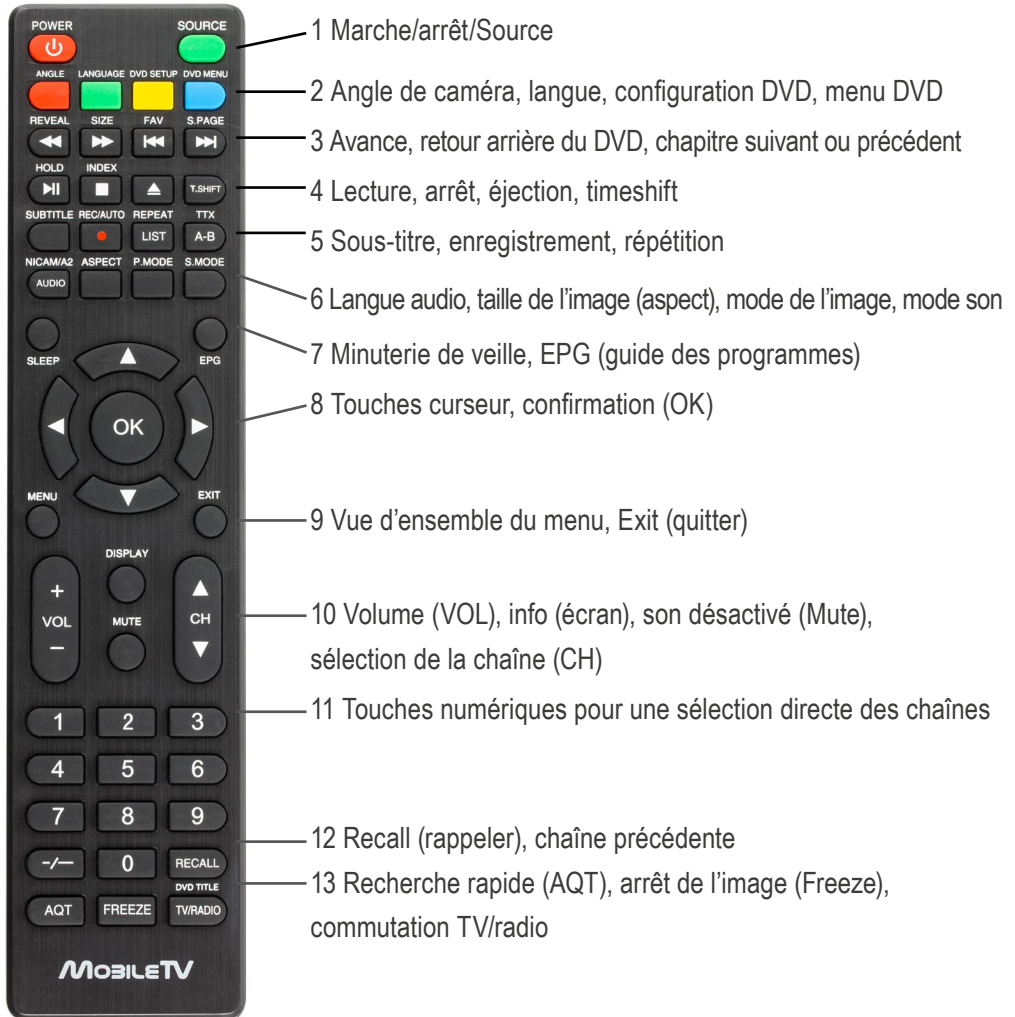 POWER SOURCE
1 Marche/arrêt/Source
ANGLE LANGUAGE DVD SETUP DVD MENU
2 Angle de caméra, langue, configuration DVD, menu DVD
REVEAL SIZE FAV S.PAGE
3 Avance, retour arrière du DVD, chapitre suivant ou précédent
HOLD INDEX
T.SHIFT
4 Lecture, arrêt, éjection, timeshift
SUBTITLE REC/AUTO REPEAT TTX
LIST A-B
5 Sous-titre, enregistrement, répétition
NICAM/A2 ASPECT P.MODE S.MODE
AUDIO
6 Langue audio, taille de l'image (aspect), mode de l'image, mode son
SLEEP EPG
7 Minuterie de veille, EPG (guide des programmes)
OK
8 Touches curseur, confirmation (OK)
MENU EXIT
9 Vue d'ensemble du menu, Exit (quitter)
DISPLAY
+
VOL MUTE CH
–
10 Volume (VOL), info (écran), son désactivé (Mute),
sélection de la chaîne (CH)
1 2 3
11 Touches numériques pour une sélection directe des chaînes
4 5 6
7 8 9
12 Recall (rappeler), chaîne précédente
-/-- 0 RECALL
DVD TITLE
13 Recherche rapide (AQT), arrêt de l'image (Freeze),
commutation TV/radio
AQT FREEZE TV/RADIO
MOBILETV